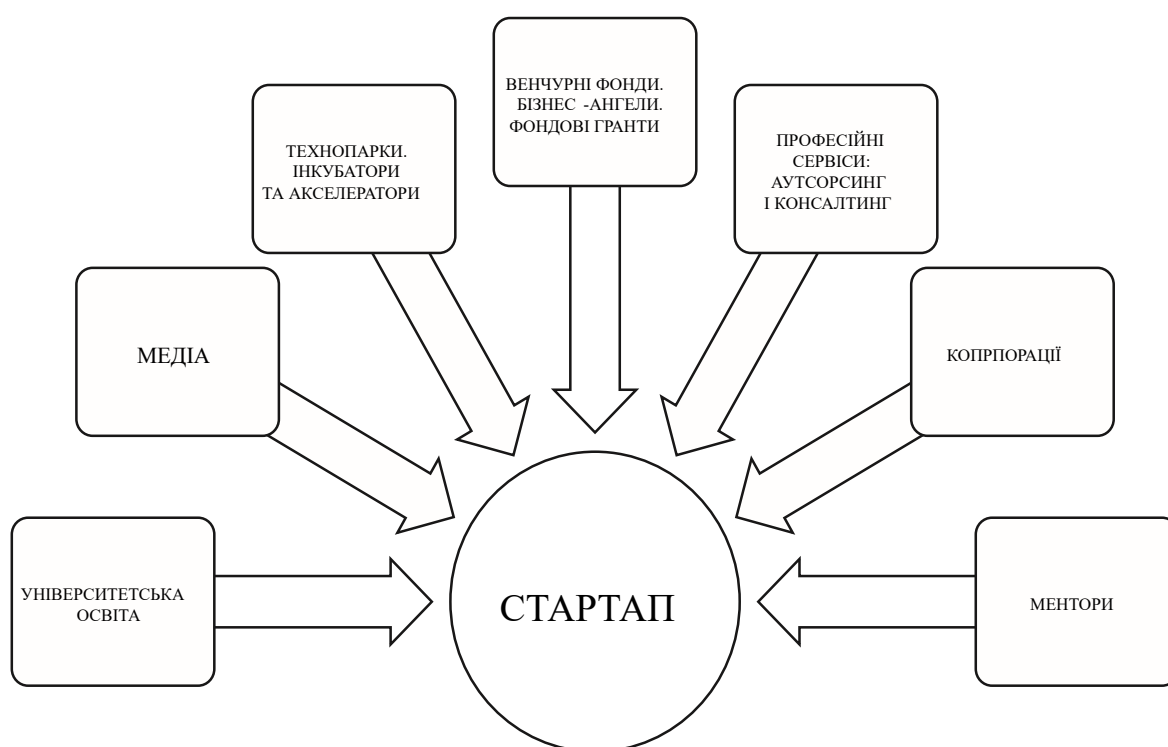 ВЕНЧУРНІ ФОНДИ.
БІЗНЕС -АНГЕЛИ.
ФОНДОВІ ГРАНТИ
ТЕХНОПАРКИ.
ІНКУБАТОРИ
ТА АКСЕЛЕРАТОРИ
ПРОФЕСІЙНІ
СЕРВІСИ:
АУТСОРСИНГ
І КОНСАЛТИНГ
МЕДІА
КОПРПОРАЦІЇ
УНІВЕРСИТЕТСЬКА
ОСВІТА
СТАРТАП
МЕНТОРИ